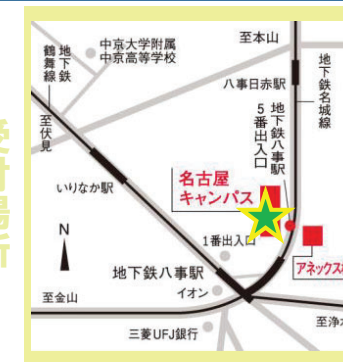 受付場所
至本山
中京大学附属
中京高等学校
地下鉄
鶴舞線
八事日赤駅
地下鉄名城線
地下鉄八事駅
5番出入口
至伏見
いりなか駅
名古屋
キャンパス
N
1番出入口
アネックス
地下鉄八事駅
イオン
至金山
至浄
三菱UFJ銀行